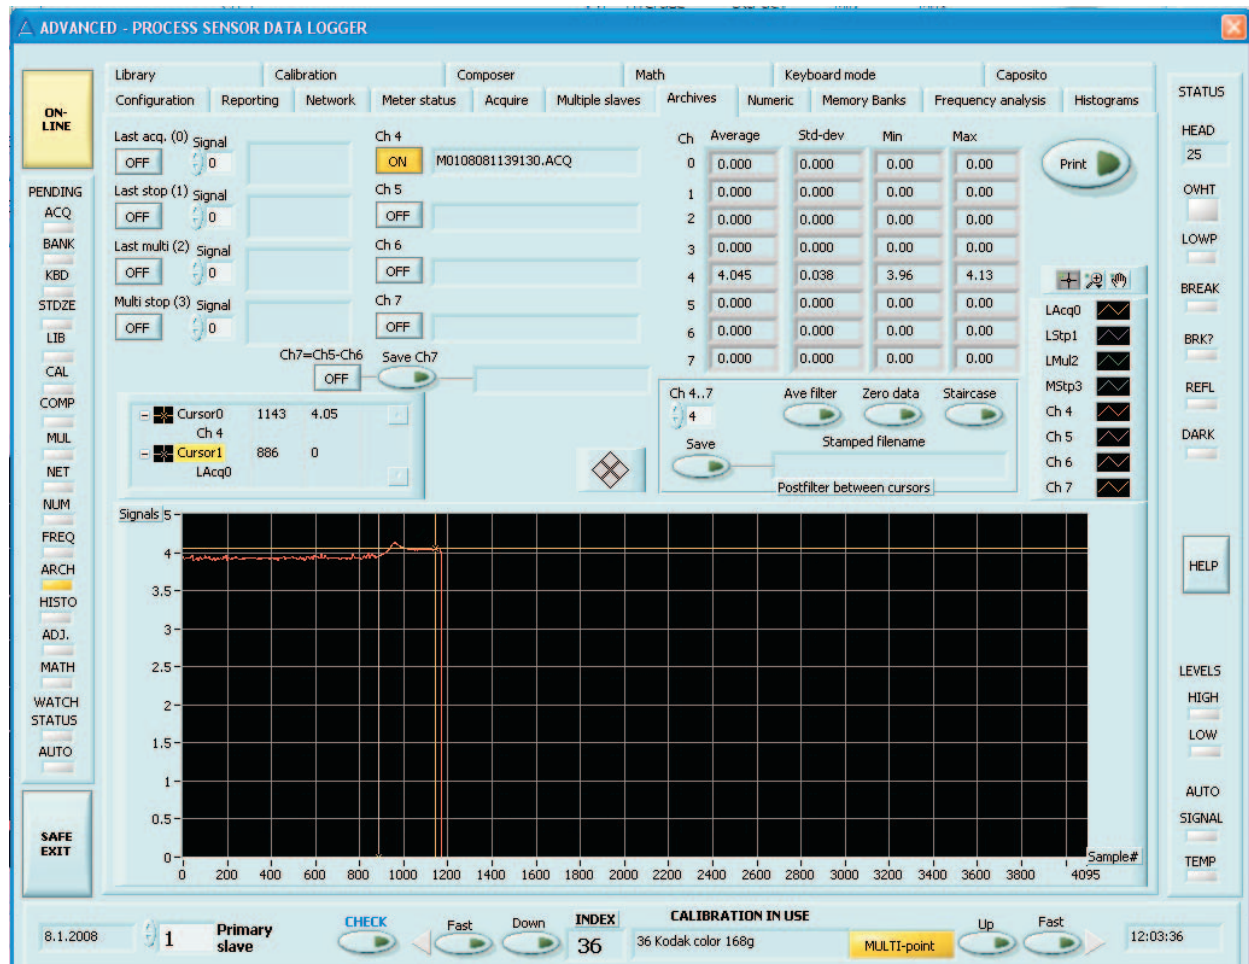 ADVANCED - PROCESS SENSOR DATA LOGGER
ON-LINE
Library Calibration Composer Math Keyboard mode Caposito
Configuration Reporting Network Meter status Acquire Multiple slaves Archives Numeric Memory Banks Frequency analysis Histograms
PENDING
ACQ
BANK
KBD
STDZE
LIB
CAL
COMP
MUL
NET
NUM
FREQ
ARCH
HISTO
ADJ.
MATH
WATCH
STATUS
AUTO
SAFE
EXIT
Last acq. (0) Signal
OFF 0
Last stop (1) Signal
OFF 0
Last multi (2) Signal
OFF 0
Multi stop (3) Signal
OFF 0
Ch 4
ON M0108081139130.ACQ
Ch 5
OFF
Ch 6
OFF
Ch 7
OFF
Ch7=Ch5-Ch6 Save Ch7
OFF
Ch Average Std-dev Min Max
0 0.000 0.000 0.00 0.00
1 0.000 0.000 0.00 0.00
2 0.000 0.000 0.00 0.00
3 0.000 0.000 0.00 0.00
4 4.045 0.038 3.96 4.13
5 0.000 0.000 0.00 0.00
6 0.000 0.000 0.00 0.00
7 0.000 0.000 0.00 0.00
Print
LAcq0
LStp1
LMul2
MStp3
Ch 4
Ch 5
Ch 6
Ch 7
Cursor0 1143 4.05
Ch 4
Cursor1 886 0
LAcq0
Ch 4..7 Ave filter Zero data Staircase
4
Save Stamped filename
Postfilter between cursors
Signals
5
4
3.5
3
2.5
2
1.5
1
0.5
0
0 200 400 600 800 1000 1200 1400 1600 1800 2000 2200 2400 2600 2800 3000 3200 3400 3600 3800 4095
Sample#
STATUS
HEAD
25
OVHT
LOWP
BREAK
BRK?
REFL
DARK
HELP
LEVELS
HIGH
LOW
AUTO
SIGNAL
TEMP
8.1.2008 1 Primary slave CHECK Fast Down INDEX 36 CALIBRATION IN USE 36 Kodak color 168g MULTI-point Up Fast 12:03:36